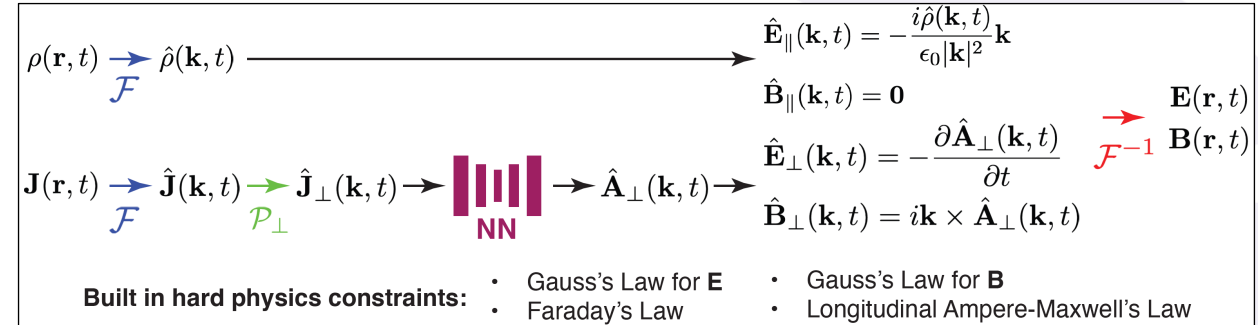 ρ(r, t) → ρ̂(k, t)
ℱ
Ê∥(k, t) = − iρ̂(k, t) / ϵ₀|k|² k
B̂∥(k, t) = 0
J(r, t) → Ĵ(k, t) → Ĵ⊥(k, t) → → Â⊥(k, t) →
ℱ
𝒫⊥
NN
Ê⊥(k, t) = − ∂Â⊥(k, t) / ∂t
B̂⊥(k, t) = ik × Â⊥(k, t)
ℱ⁻¹
E(r, t)
B(r, t)
Built in hard physics constraints:
• Gauss's Law for E
• Faraday's Law
• Gauss's Law for B
• Longitudinal Ampere-Maxwell's Law